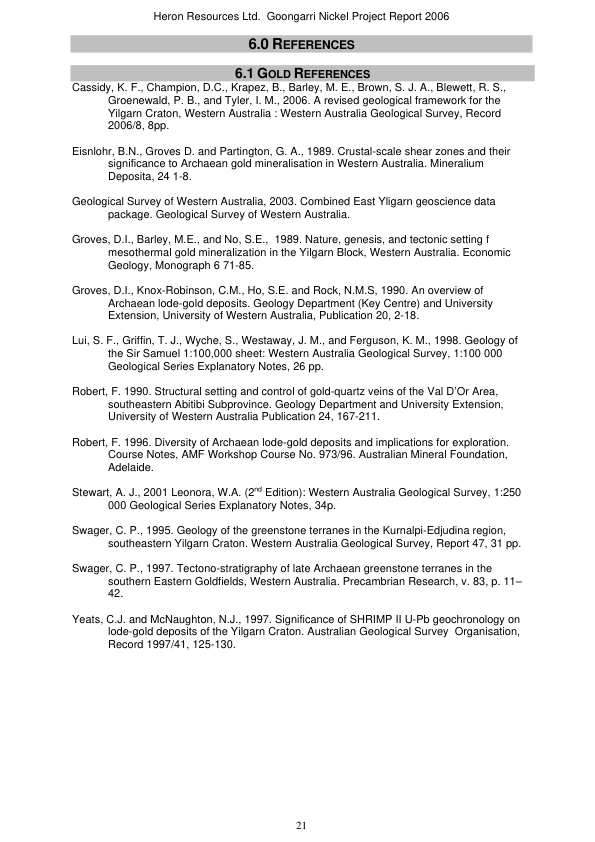 Heron Resources Ltd.  Goongarri Nickel Project Report 2006
6.0 REFERENCES
6.1 GOLD REFERENCES
Cassidy, K. F., Champion, D.C., Krapez, B., Barley, M. E., Brown, S. J. A., Blewett, R. S.,
Groenewald, P. B., and Tyler, I. M., 2006. A revised geological framework for the
Yilgarn Craton, Western Australia : Western Australia Geological Survey, Record
2006/8, 8pp.
Eisnlohr, B.N., Groves D. and Partington, G. A., 1989. Crustal-scale shear zones and their
significance to Archaean gold mineralisation in Western Australia. Mineralium
Deposita, 24 1-8.
Geological Survey of Western Australia, 2003. Combined East Yligarn geoscience data
package. Geological Survey of Western Australia.
Groves, D.I., Barley, M.E., and No, S.E.,  1989. Nature, genesis, and tectonic setting f
mesothermal gold mineralization in the Yilgarn Block, Western Australia. Economic
Geology, Monograph 6 71-85.
Groves, D.I., Knox-Robinson, C.M., Ho, S.E. and Rock, N.M.S, 1990. An overview of
Archaean lode-gold deposits. Geology Department (Key Centre) and University
Extension, University of Western Australia, Publication 20, 2-18.
Lui, S. F., Griffin, T. J., Wyche, S., Westaway, J. M., and Ferguson, K. M., 1998. Geology of
the Sir Samuel 1:100,000 sheet: Western Australia Geological Survey, 1:100 000
Geological Series Explanatory Notes, 26 pp.
Robert, F. 1990. Structural setting and control of gold-quartz veins of the Val D'Or Area,
southeastern Abitibi Subprovince. Geology Department and University Extension,
University of Western Australia Publication 24, 167-211.
Robert, F. 1996. Diversity of Archaean lode-gold deposits and implications for exploration.
Course Notes, AMF Workshop Course No. 973/96. Australian Mineral Foundation,
Adelaide.
Stewart, A. J., 2001 Leonora, W.A. (2nd Edition): Western Australia Geological Survey, 1:250
000 Geological Series Explanatory Notes, 34p.
Swager, C. P., 1995. Geology of the greenstone terranes in the Kurnalpi-Edjudina region,
southeastern Yilgarn Craton. Western Australia Geological Survey, Report 47, 31 pp.
Swager, C. P., 1997. Tectono-stratigraphy of late Archaean greenstone terranes in the
southern Eastern Goldfields, Western Australia. Precambrian Research, v. 83, p. 11–
42.
Yeats, C.J. and McNaughton, N.J., 1997. Significance of SHRIMP II U-Pb geochronology on
lode-gold deposits of the Yilgarn Craton. Australian Geological Survey  Organisation,
Record 1997/41, 125-130.
21